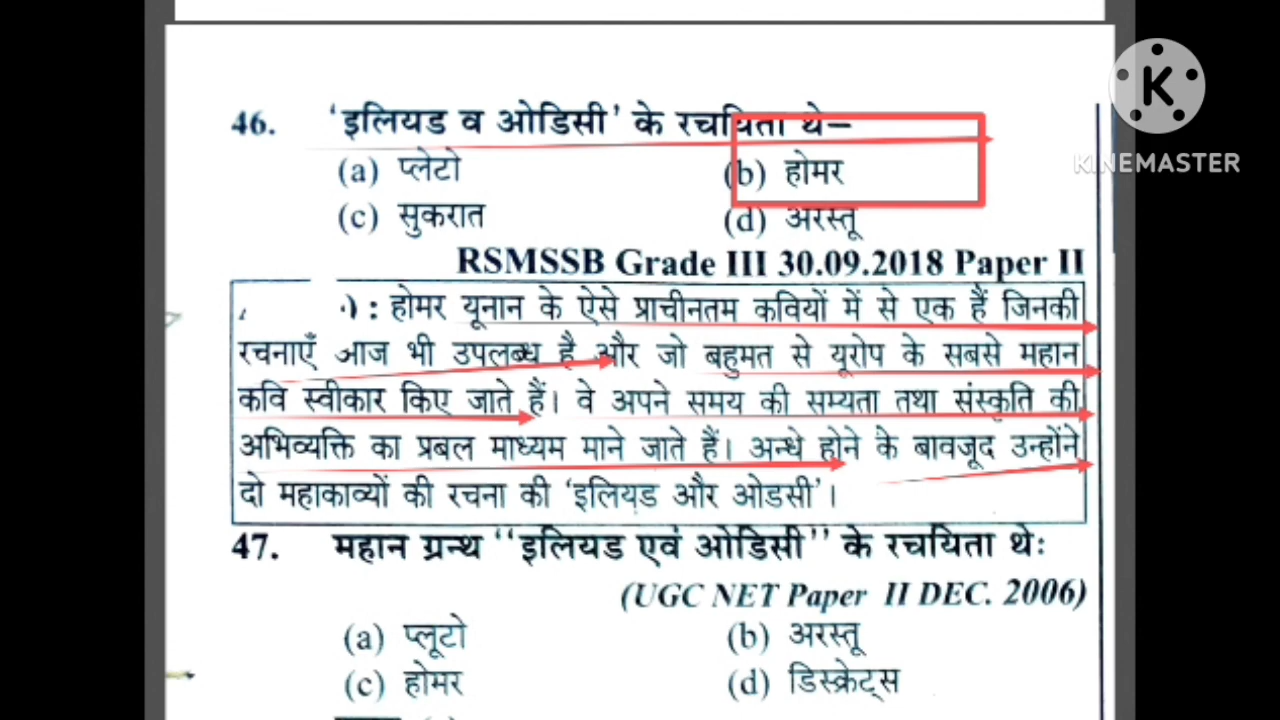 46. 'इलियड व ओडिसी' के रचयिता थे–
(a) प्लेटो (b) होमर
(c) सुकरात (d) अरस्तू
RSMSSB Grade III 30.09.2018 Paper II
) : होमर यूनान के ऐसे प्राचीनतम कवियों में से एक हैं जिनकी
रचनाएँ आज भी उपलब्ध है और जो बहुमत से यूरोप के सबसे महान
कवि स्वीकार किए जाते हैं। वे अपने समय की सभ्यता तथा संस्कृति की
अभिव्यक्ति का प्रबल माध्यम माने जाते हैं। अन्धे होने के बावजूद उन्होंने
दो महाकाव्यों की रचना की 'इलियड और ओडसी'।
47. महान ग्रन्थ ''इलियड एवं ओडिसी'' के रचयिता थेः
(UGC NET Paper II DEC. 2006)
(a) प्लूटो (b) अरस्तू
(c) होमर (d) डिस्क्रेट्स
K
KINEMASTER